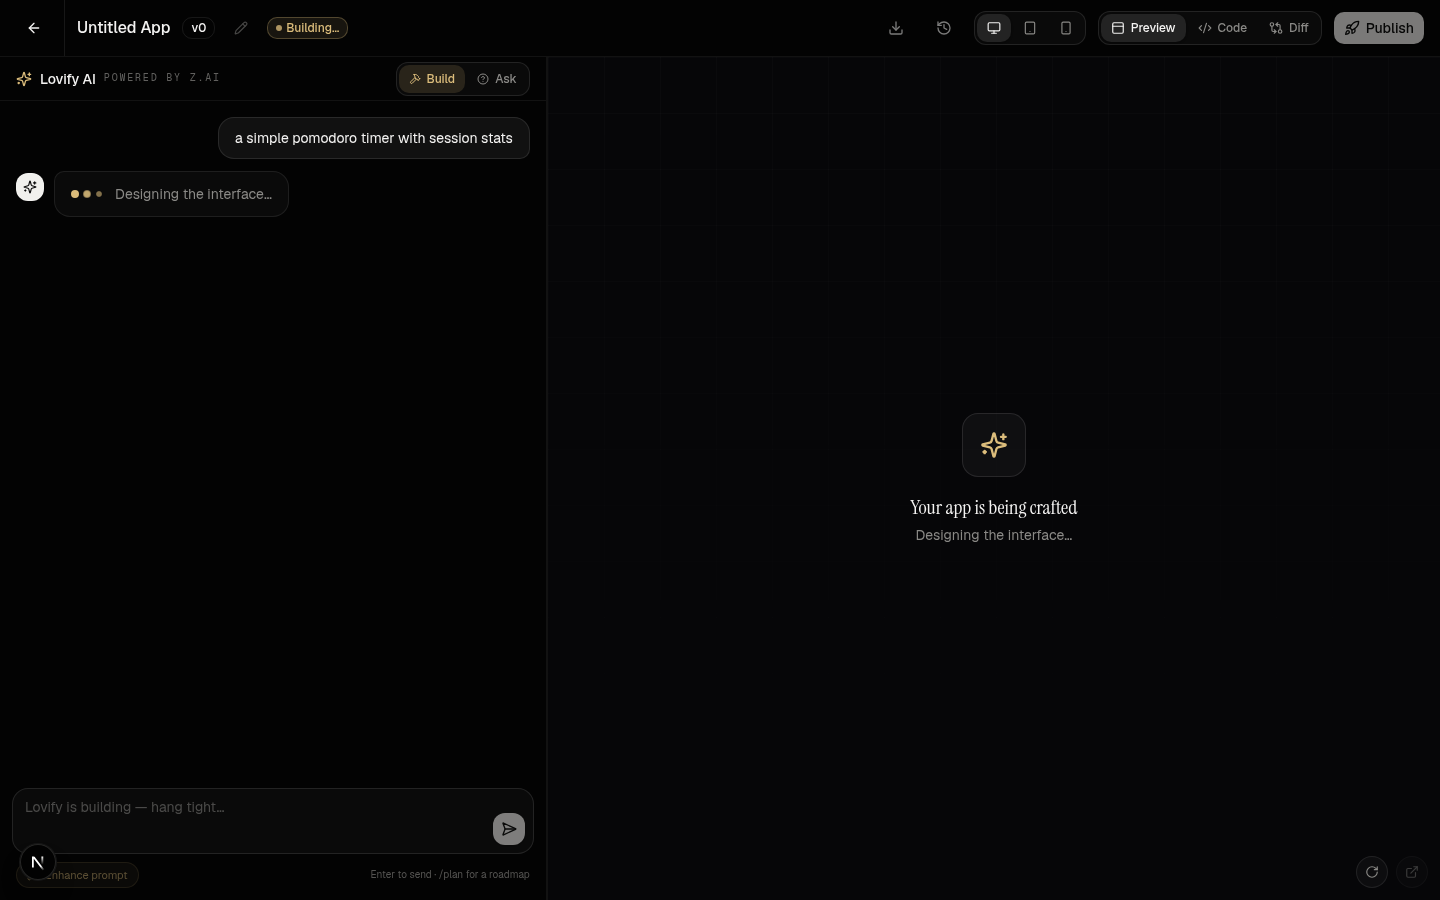 Untitled App
v0
Building…
Preview
Code
Diff
Publish
Lovify AI
POWERED BY Z.AI
Build
Ask
a simple pomodoro timer with session stats
Designing the interface…
Your app is being crafted
Designing the interface…
Lovify is building — hang tight…
N
Enhance prompt
Enter to send · /plan for a roadmap